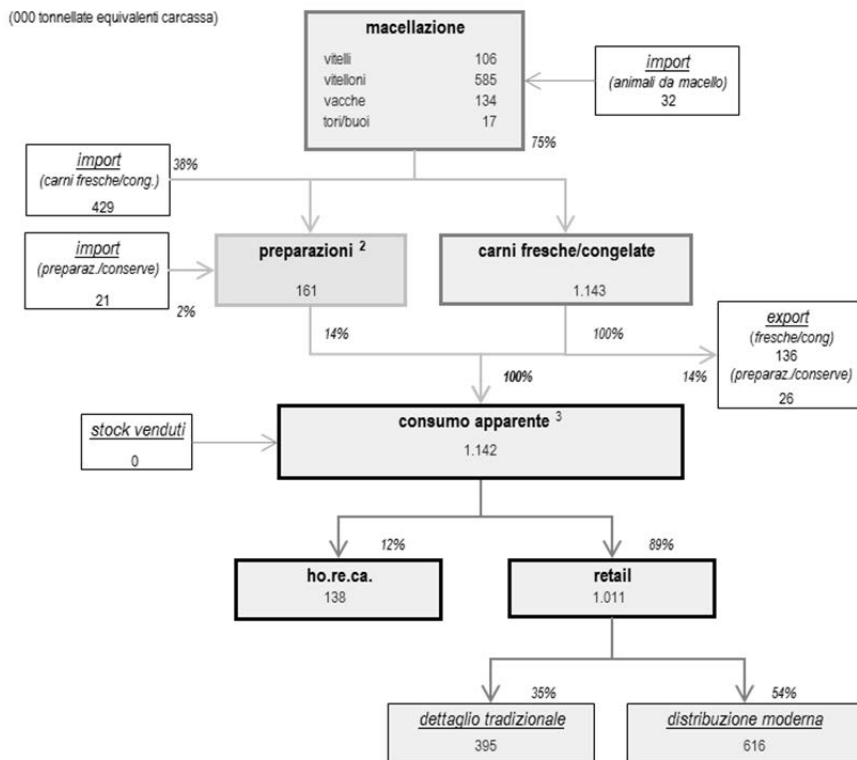 (000 tonnellate equivalenti carcassa)
macellazione
vitelli 106
vitelloni 585
vacche 134
tori/buoi 17
import
(animali da macello)
32
75%
import
(carni fresche/cong.)
429
38%
import
(preparaz./conserve)
21
2%
preparazioni 2
161
carni fresche/congelate
1.143
14%
100%
export
(fresche/cong)
136
(preparaz./conserve)
26
100%
14%
stock venduti
0
consumo apparente 3
1.142
12%
89%
ho.re.ca.
138
retail
1.011
35%
54%
dettaglio tradizionale
395
distribuzione moderna
616